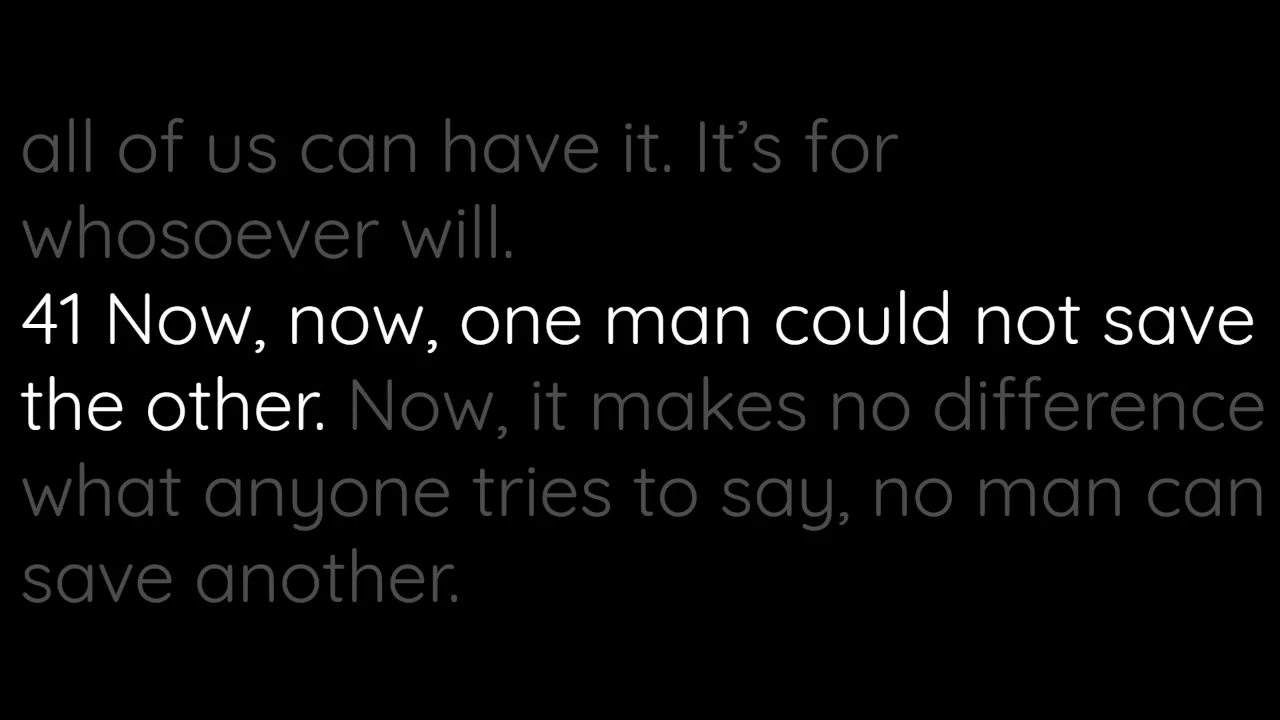 all of us can have it. It’s for
whosoever will.
41 Now, now, one man could not save
the other. Now, it makes no difference
what anyone tries to say, no man can
save another.